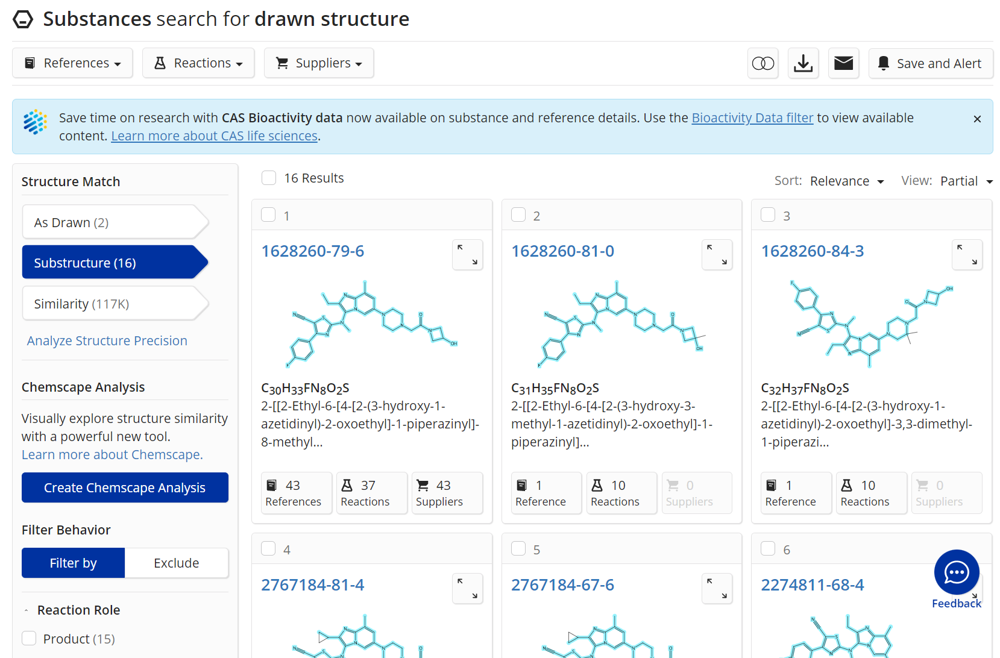 Substances search for drawn structure
References
Reactions
Suppliers
Save and Alert
Save time on research with CAS Bioactivity data now available on substance and reference details. Use the Bioactivity Data filter to view available
content. Learn more about CAS life sciences.
Structure Match
As Drawn (2)
Substructure (16)
Similarity (117K)
Analyze Structure Precision
Chemscape Analysis
Visually explore structure similarity
with a powerful new tool.
Learn more about Chemscape.
Create Chemscape Analysis
Filter Behavior
Filter by Exclude
Reaction Role
Product (15)
16 Results
Sort: Relevance View: Partial
1
1628260-79-6
C30H33FN8O2S
2-[[2-Ethyl-6-[4-[2-(3-hydroxy-1-
azetidinyl)-2-oxoethyl]-1-piperazinyl]-
8-methyl...
43 References
37 Reactions
43 Suppliers
2
1628260-81-0
C31H35FN8O2S
2-[[2-Ethyl-6-[4-[2-(3-hydroxy-3-
methyl-1-azetidinyl)-2-oxoethyl]-1-
piperazinyl]...
1 Reference
10 Reactions
0 Suppliers
3
1628260-84-3
C32H37FN8O2S
2-[[2-Ethyl-6-[4-[2-(3-hydroxy-1-
azetidinyl)-2-oxoethyl]-3,3-dimethyl-
1-piperazi...
1 Reference
10 Reactions
0 Suppliers
4
2767184-81-4
5
2767184-67-6
6
2274811-68-4
Feedback